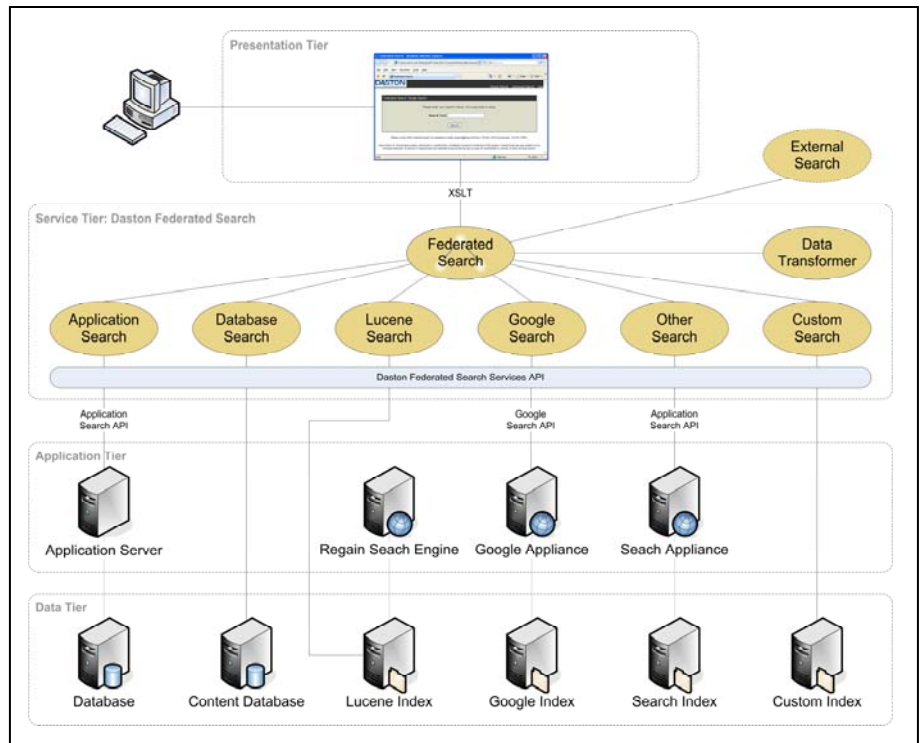 Presentation Tier
DASTON
Search Text
XSLT
External
Search
Service Tier: Daston Federated Search
Federated
Search
Data
Transformer
Application
Search
Database
Search
Lucene
Search
Google
Search
Other
Search
Custom
Search
Daston Federated Search Services API
Application
Search API
Google
Search API
Application
Search API
Application Tier
Application Server
Regain Seach Engine
Google Appliance
Seach Appliance
Data Tier
Database
Content Database
Lucene Index
Google Index
Search Index
Custom Index